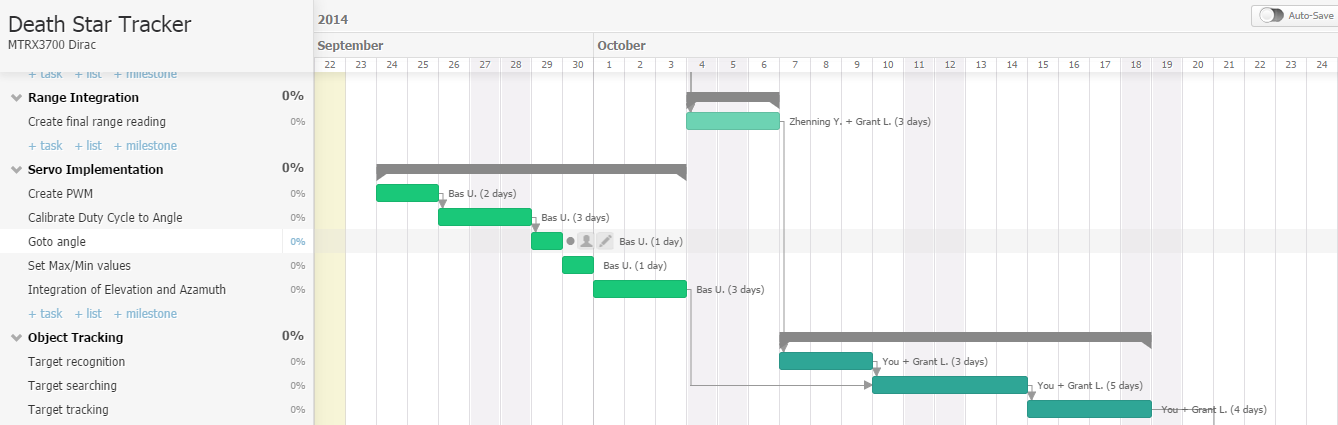 Death Star Tracker
MTRX3700 Dirac
2014
Auto-Save
September October
22 23 24 25 26 27 28 29 30 1 2 3 4 5 6 7 8 9 10 11 12 13 14 15 16 17 18 19 20 21 22 23 24
+ task + list + milestone
Range Integration 0%
Create final range reading 0% Zhenning Y. + Grant L. (3 days)
+ task + list + milestone
Servo Implementation 0%
Create PWM 0% Bas U. (2 days)
Calibrate Duty Cycle to Angle 0% Bas U. (3 days)
Goto angle 0% Bas U. (1 day)
Set Max/Min values 0% Bas U. (1 day)
Integration of Elevation and Azamuth 0% Bas U. (3 days)
+ task + list + milestone
Object Tracking 0%
Target recognition 0% You + Grant L. (3 days)
Target searching 0% You + Grant L. (5 days)
Target tracking 0% You + Grant L. (4 days)